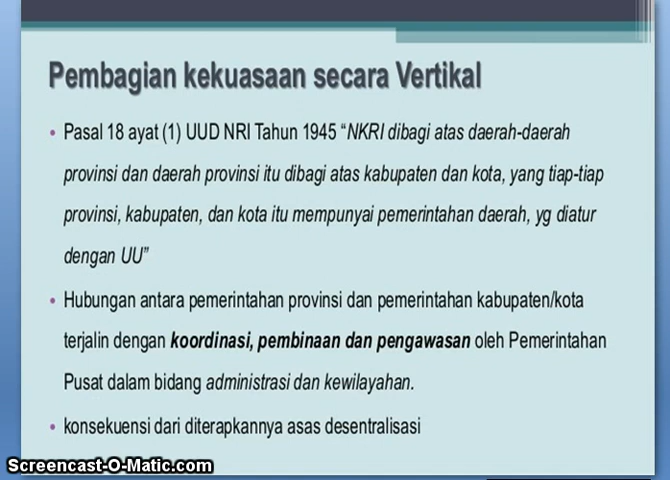 Pembagian kekuasaan secara Vertikal
• Pasal 18 ayat (1) UUD NRI Tahun 1945 “NKRI dibagi atas daerah-daerah
provinsi dan daerah provinsi itu dibagi atas kabupaten dan kota, yang tiap-tiap
provinsi, kabupaten, dan kota itu mempunyai pemerintahan daerah, yg diatur
dengan UU”
• Hubungan antara pemerintahan provinsi dan pemerintahan kabupaten/kota
terjalin dengan koordinasi, pembinaan dan pengawasan oleh Pemerintahan
Pusat dalam bidang administrasi dan kewilayahan.
• konsekuensi dari diterapkannya asas desentralisasi
Screencast-O-Matic.com